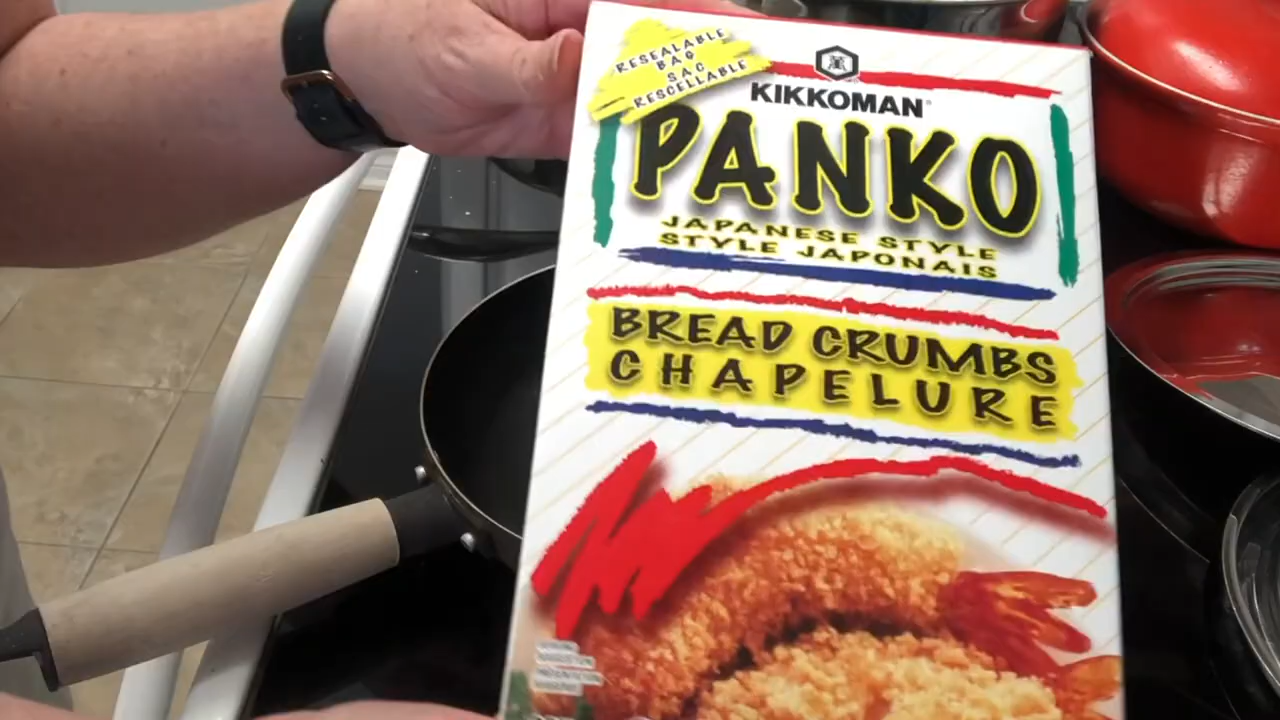 RESEALABLE
BAG
SAC
RESCELLABLE
KIKKOMAN®
PANKO
JAPANESE STYLE
STYLE JAPONAIS
BREAD CRUMBS
CHAPELURE